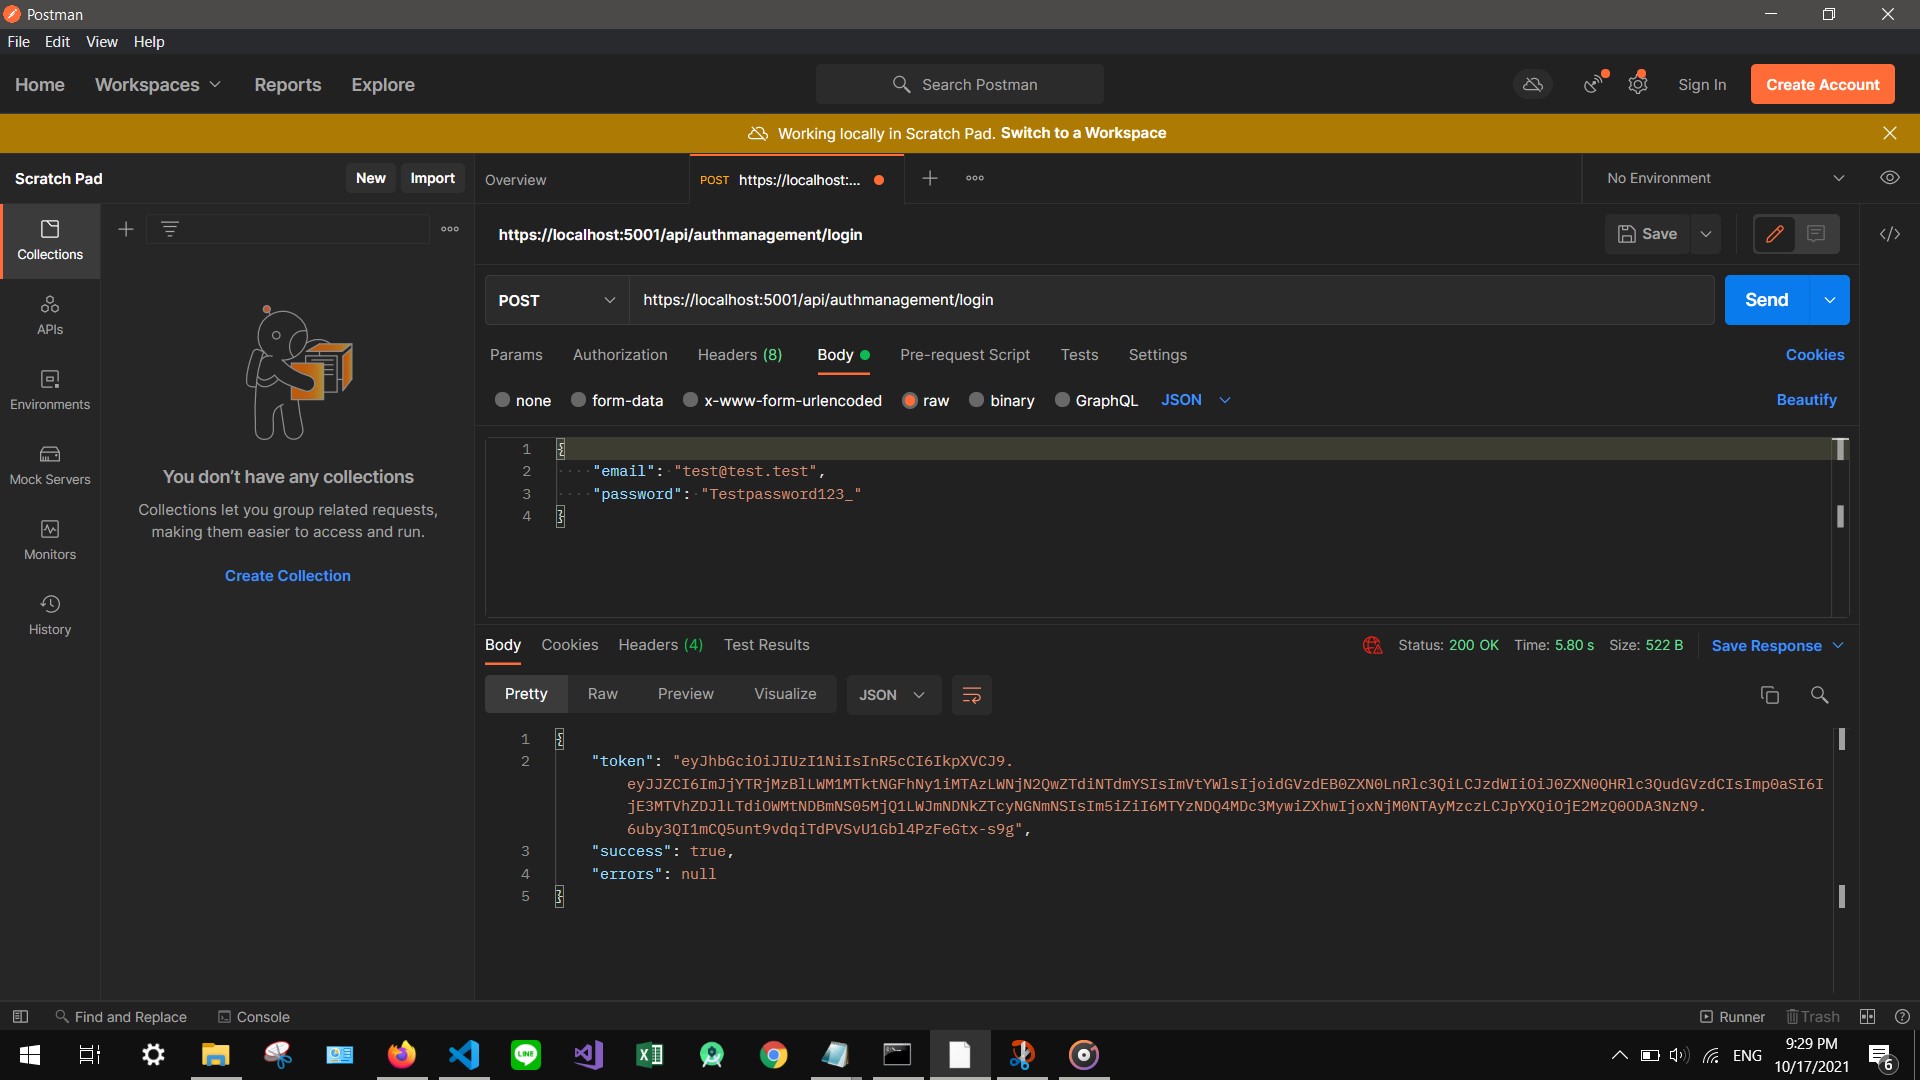 Postman
File Edit View Help
Home Workspaces Reports Explore
Search Postman
Sign In Create Account
Working locally in Scratch Pad. Switch to a Workspace
Scratch Pad New Import
Overview
POST https://localhost:...
No Environment
Collections
APIs
Environments
Mock Servers
Monitors
History
You don't have any collections
Collections let you group related requests,
making them easier to access and run.
Create Collection
https://localhost:5001/api/authmanagement/login
Save
POST https://localhost:5001/api/authmanagement/login Send
Params Authorization Headers (8) Body Pre-request Script Tests Settings Cookies
none form-data x-www-form-urlencoded raw binary GraphQL JSON Beautify
1 {
2 "email": "test@test.test",
3 "password": "Testpassword123_"
4 }
Body Cookies Headers (4) Test Results Status: 200 OK Time: 5.80 s Size: 522 B Save Response
Pretty Raw Preview Visualize JSON
1 {
2 "token": "eyJhbGciOiJIUzI1NiIsInR5cCI6IkpXVCJ9.
eyJJZCI6ImJjYTRjMzBlLWM1MTktNGFhNy1iMTAzLWNjN2QwZTdiNTdmYSIsImVtYWlsIjoidGVzdEB0ZXN0LnRlc3QiLCJzdWIiOiJ0ZXN0QHRlc3QudGVzdCIsImp0aSI6I
jE3MTVhZDJlLTdiOWMtNDBmNS05MjQ1LWJmNDNkZTcyNGNmNSIsIm5iZiI6MTYzNDQ4MDc3MywiZXhwIjoxNjM0NTAyMzczLCJpYXQiOjE2MzQ0ODA3NzN9.
6uby3QI1mCQ5unt9vdqiTdPVSvU1Gbl4PzFeGtx-s9g",
3 "success": true,
4 "errors": null
5 }
Find and Replace Console Runner Trash
LINE
ENG
9:29 PM
10/17/2021
6